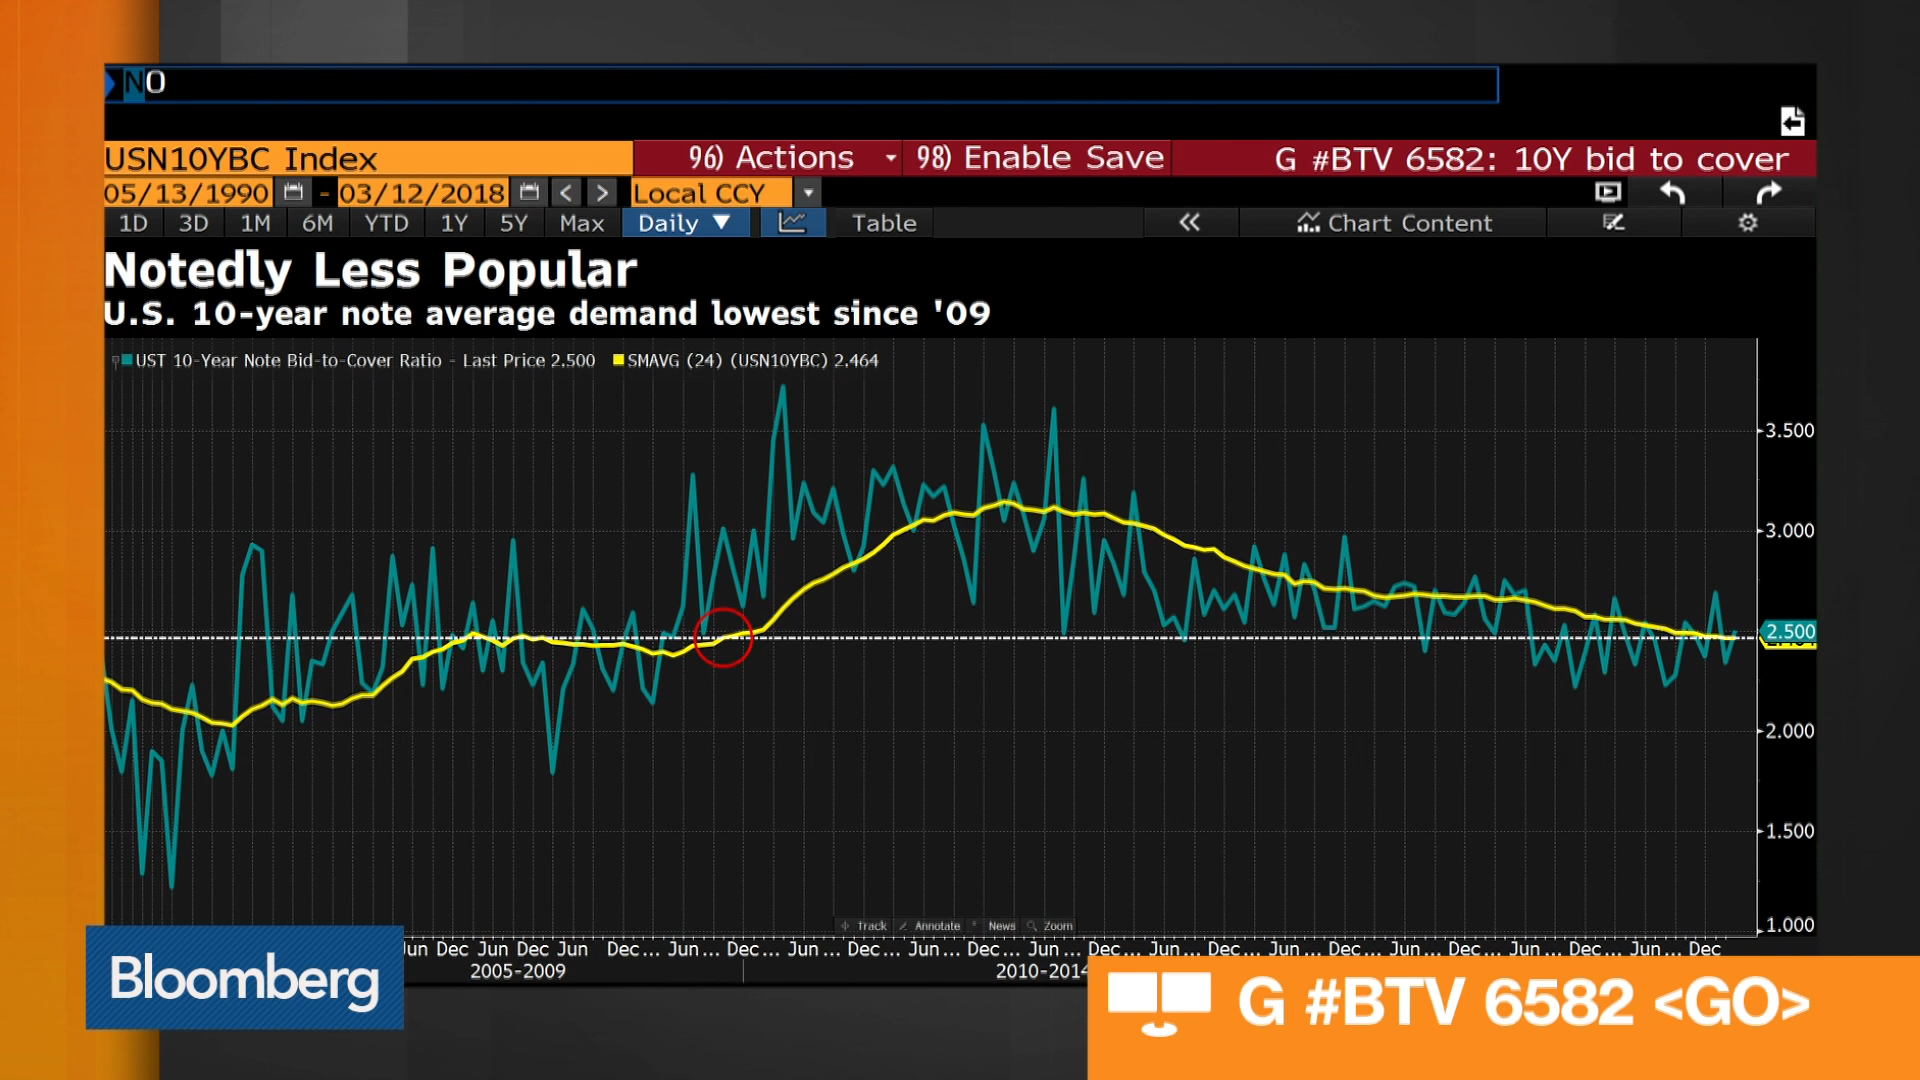 NO
USN10YBC Index 96) Actions 98) Enable Save G #BTV 6582: 10Y bid to cover
05/13/1990 - 03/12/2018 < > Local CCY
1D 3D 1M 6M YTD 1Y 5Y Max Daily ▼ Table « Chart Content
Notedly Less Popular
U.S. 10-year note average demand lowest since '09
UST 10-Year Note Bid-to-Cover Ratio - Last Price 2.500 SMAVG (24) (USN10YBC) 2.464
3.500
3.000
2.500
2.000
1.500
1.000
Track Annotate News Zoom
Jun Dec Jun Dec Jun Dec... Jun... Dec... Jun... Dec... Jun... Dec... Jun... Dec... Jun... Dec... Jun... Dec... Jun... Dec... Jun... Dec
2005-2009 2010-2014
Bloomberg
G #BTV 6582 <GO>